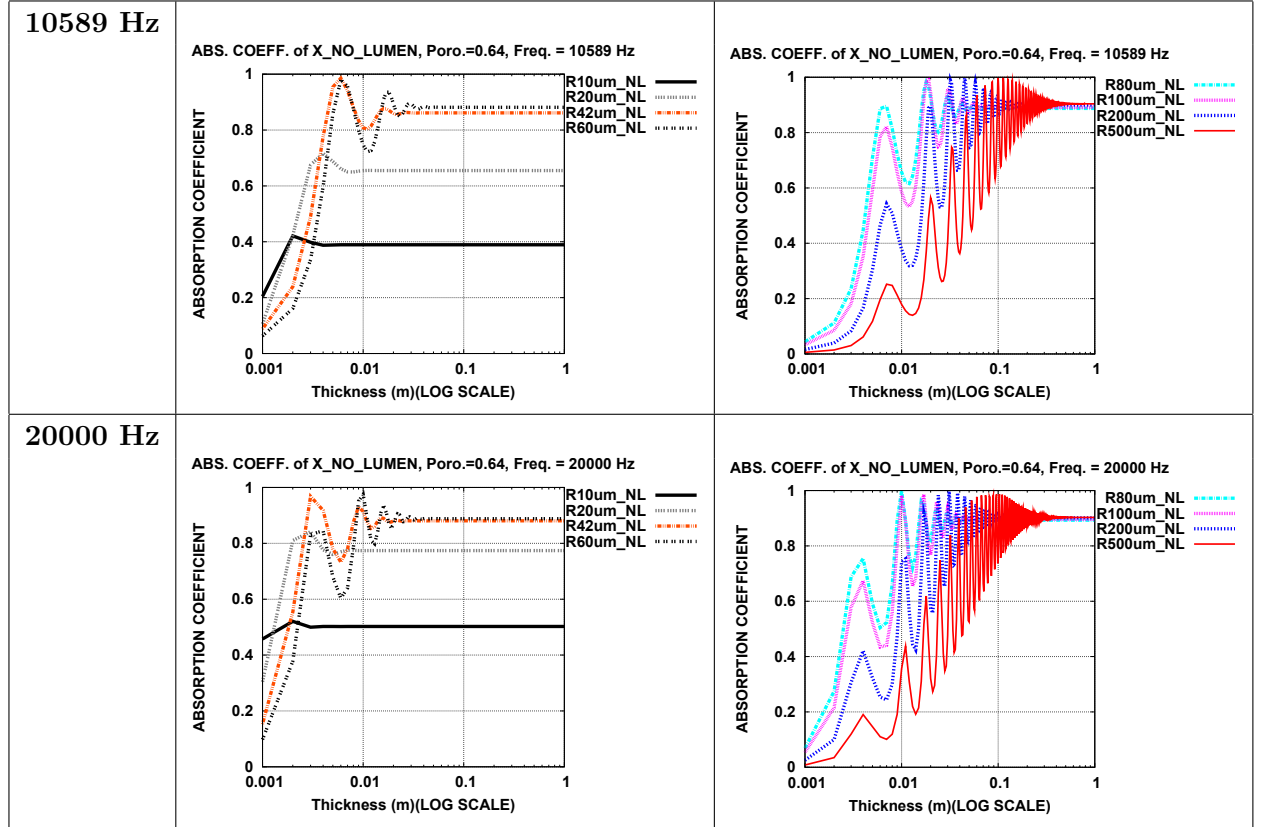 10589 Hz
ABS. COEFF. of X_NO_LUMEN, Poro.=0.64, Freq. = 10589 Hz
ABSORPTION COEFFICIENT
1
0.8
0.6
0.4
0.2
0
R10um_NL
R20um_NL
R42um_NL
R60um_NL
0.001
0.01
0.1
1
Thickness (m)(LOG SCALE)
ABS. COEFF. of X_NO_LUMEN, Poro.=0.64, Freq. = 10589 Hz
ABSORPTION COEFFICIENT
1
0.8
0.6
0.4
0.2
0
R80um_NL
R100um_NL
R200um_NL
R500um_NL
0.001
0.01
0.1
1
Thickness (m)(LOG SCALE)
20000 Hz
ABS. COEFF. of X_NO_LUMEN, Poro.=0.64, Freq. = 20000 Hz
ABSORPTION COEFFICIENT
1
0.8
0.6
0.4
0.2
0
R10um_NL
R20um_NL
R42um_NL
R60um_NL
0.001
0.01
0.1
1
Thickness (m)(LOG SCALE)
ABS. COEFF. of X_NO_LUMEN, Poro.=0.64, Freq. = 20000 Hz
ABSORPTION COEFFICIENT
1
0.8
0.6
0.4
0.2
0
R80um_NL
R100um_NL
R200um_NL
R500um_NL
0.001
0.01
0.1
1
Thickness (m)(LOG SCALE)